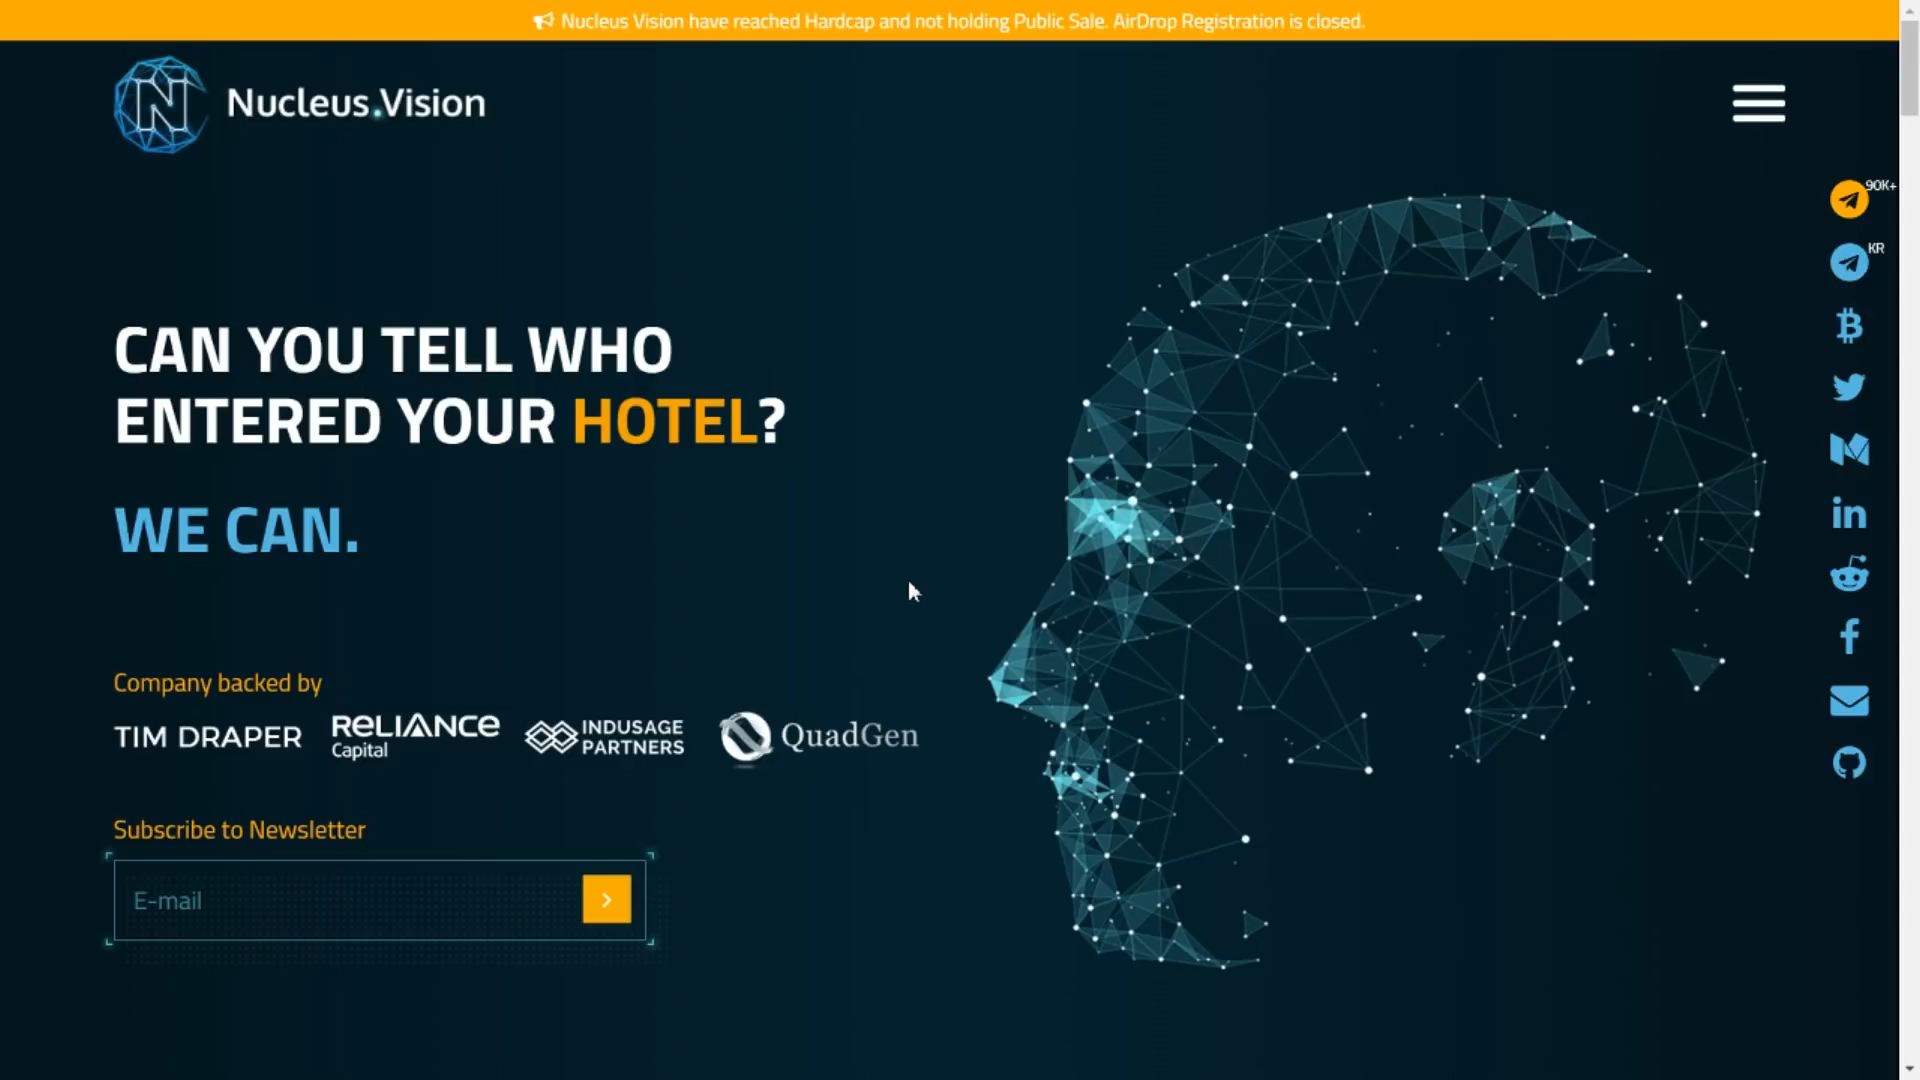 Nucleus Vision have reached Hardcap and not holding Public Sale. AirDrop Registration is closed.
N Nucleus.Vision
90K+
KR
CAN YOU TELL WHO
ENTERED YOUR HOTEL?
WE CAN.
Company backed by
TIM DRAPER
RELIANCE
Capital
INDUSAGE
PARTNERS
QuadGen
Subscribe to Newsletter
E-mail